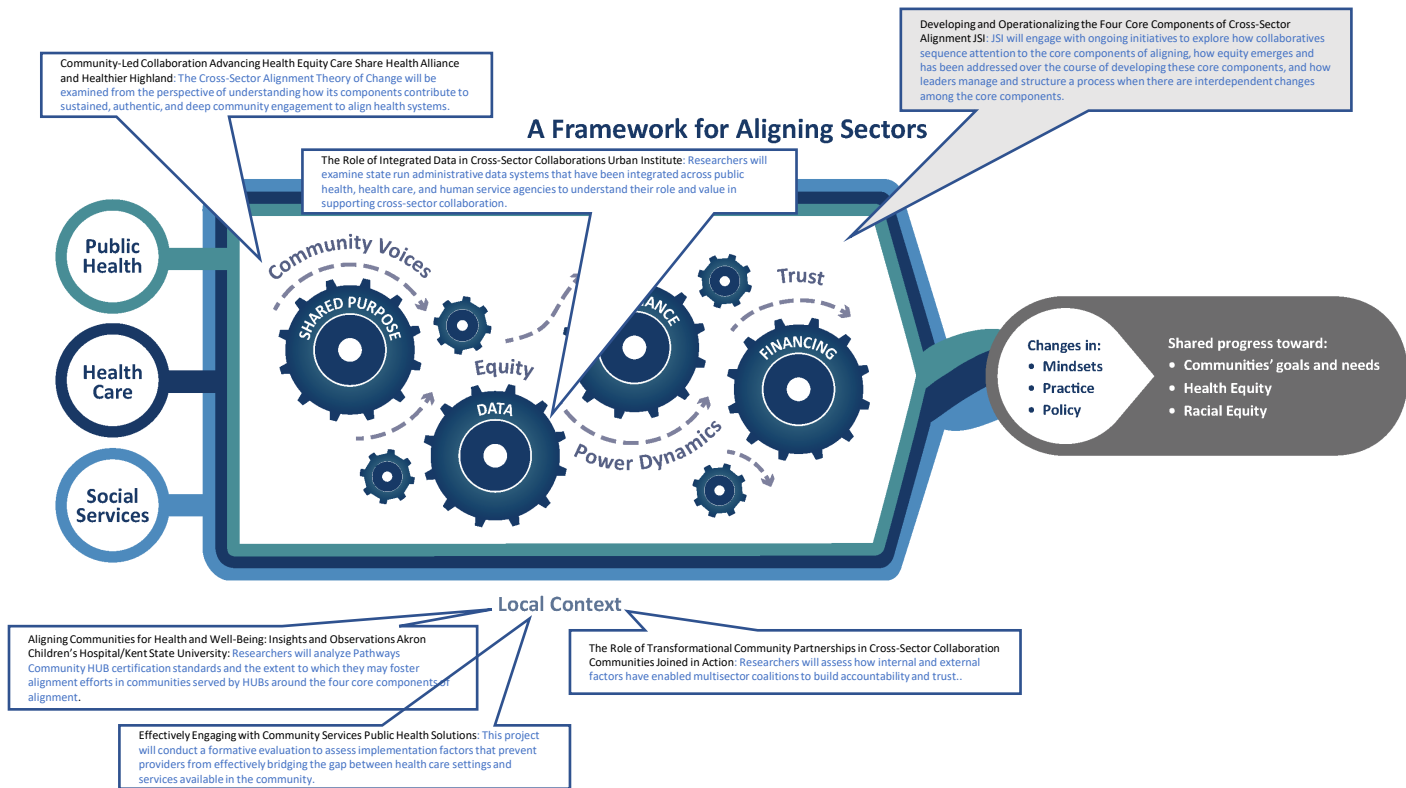 Developing and Operationalizing the Four Core Components of Cross-Sector
Alignment JSI: JSI will engage with ongoing initiatives to explore how collaboratives
sequence attention to the core components of aligning, how equity emerges and
has been addressed over the course of developing these core components, and how
leaders manage and structure a process when there are interdependent changes
among the core components.
Community-Led Collaboration Advancing Health Equity Care Share Health Alliance
and Healthier Highland: The Cross-Sector Alignment Theory of Change will be
examined from the perspective of understanding how its components contribute to
sustained, authentic, and deep community engagement to align health systems.
A Framework for Aligning Sectors
The Role of Integrated Data in Cross-Sector Collaborations Urban Institute: Researchers will
examine state run administrative data systems that have been integrated across public
health, health care, and human service agencies to understand their role and value in
supporting cross-sector collaboration.
Public
Health
Health
Care
Social
Services
Community Voices
SHARED PURPOSE
Equity
DATA
ANCE
Power Dynamics
Trust
FINANCING
Changes in:
• Mindsets
• Practice
• Policy
Shared progress toward:
• Communities' goals and needs
• Health Equity
• Racial Equity
Local Context
Aligning Communities for Health and Well-Being: Insights and Observations Akron
Children's Hospital/Kent State University: Researchers will analyze Pathways
Community HUB certification standards and the extent to which they may foster
alignment efforts in communities served by HUBs around the four core components of
alignment.
The Role of Transformational Community Partnerships in Cross-Sector Collaboration
Communities Joined in Action: Researchers will assess how internal and external
factors have enabled multisector coalitions to build accountability and trust..
Effectively Engaging with Community Services Public Health Solutions: This project
will conduct a formative evaluation to assess implementation factors that prevent
providers from effectively bridging the gap between health care settings and
services available in the community.